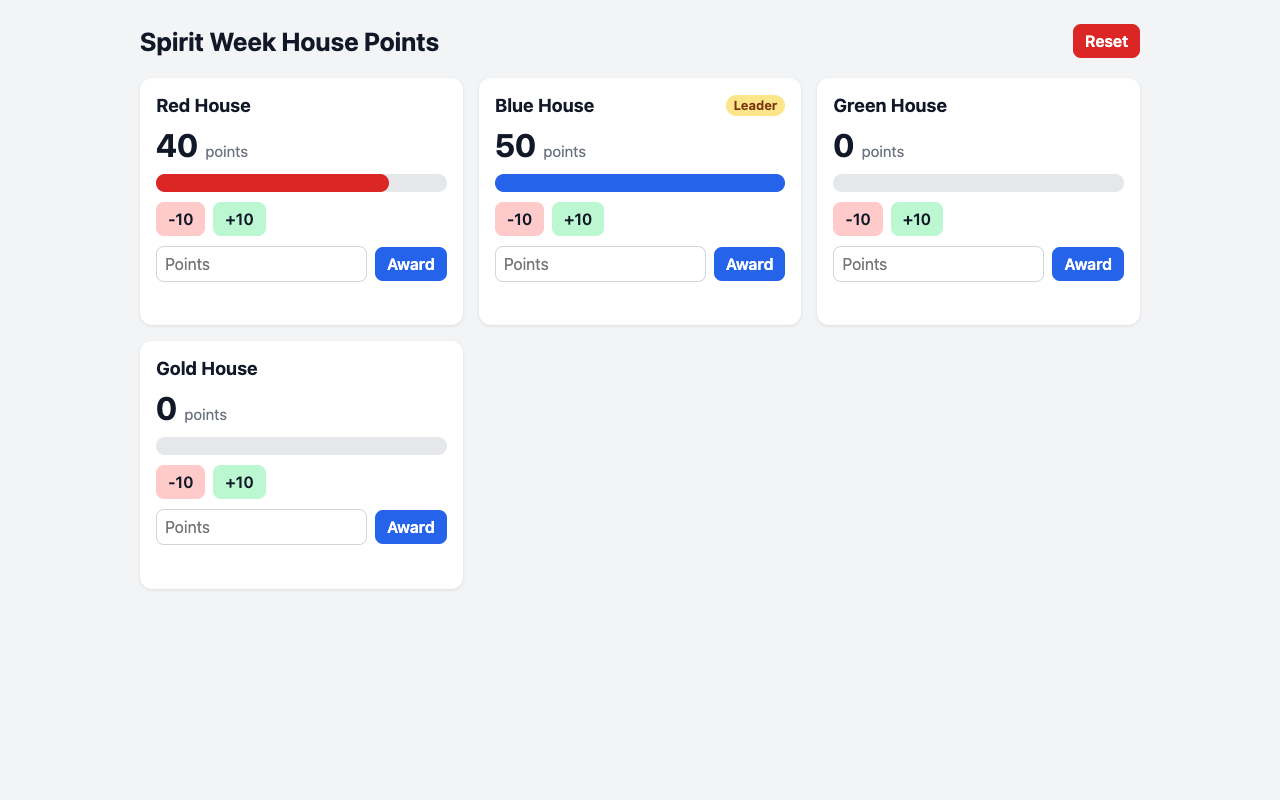 Spirit Week House Points
Reset
Red House
40 points
-10 +10
Points
Award
Blue House
Leader
50 points
-10 +10
Points
Award
Green House
0 points
-10 +10
Points
Award
Gold House
0 points
-10 +10
Points
Award